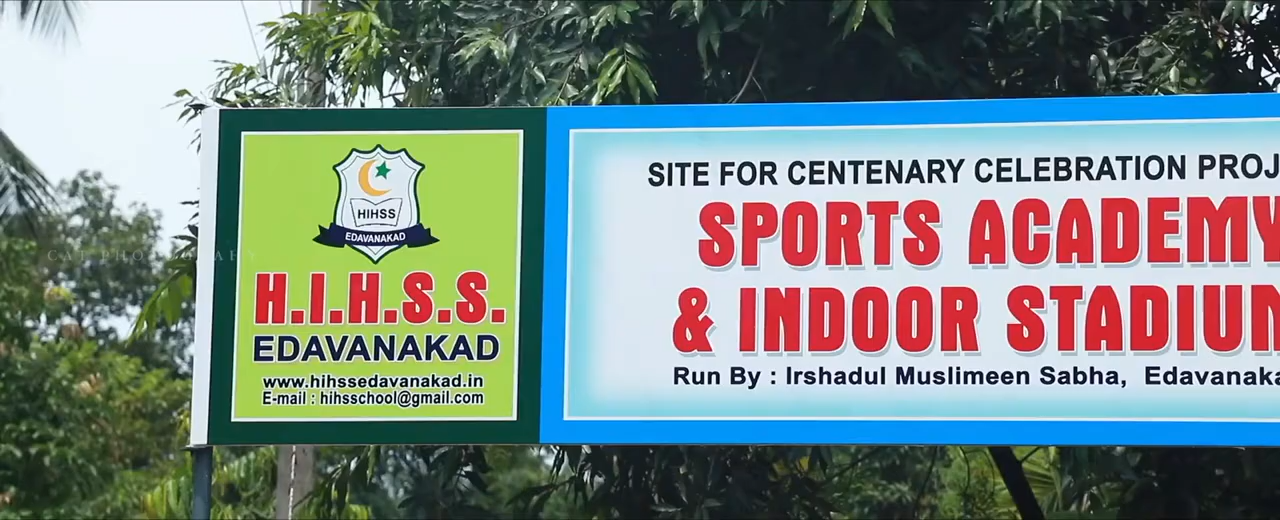 HIHSS
EDAVANAKAD
H.I.H.S.S.
EDAVANAKAD
www.hihssedavanakad.in
E-mail : hihsschool@gmail.com
SITE FOR CENTENARY CELEBRATION PROJ
SPORTS ACADEMY
& INDOOR STADIUM
Run By : Irshadul Muslimeen Sabha, Edavanaka